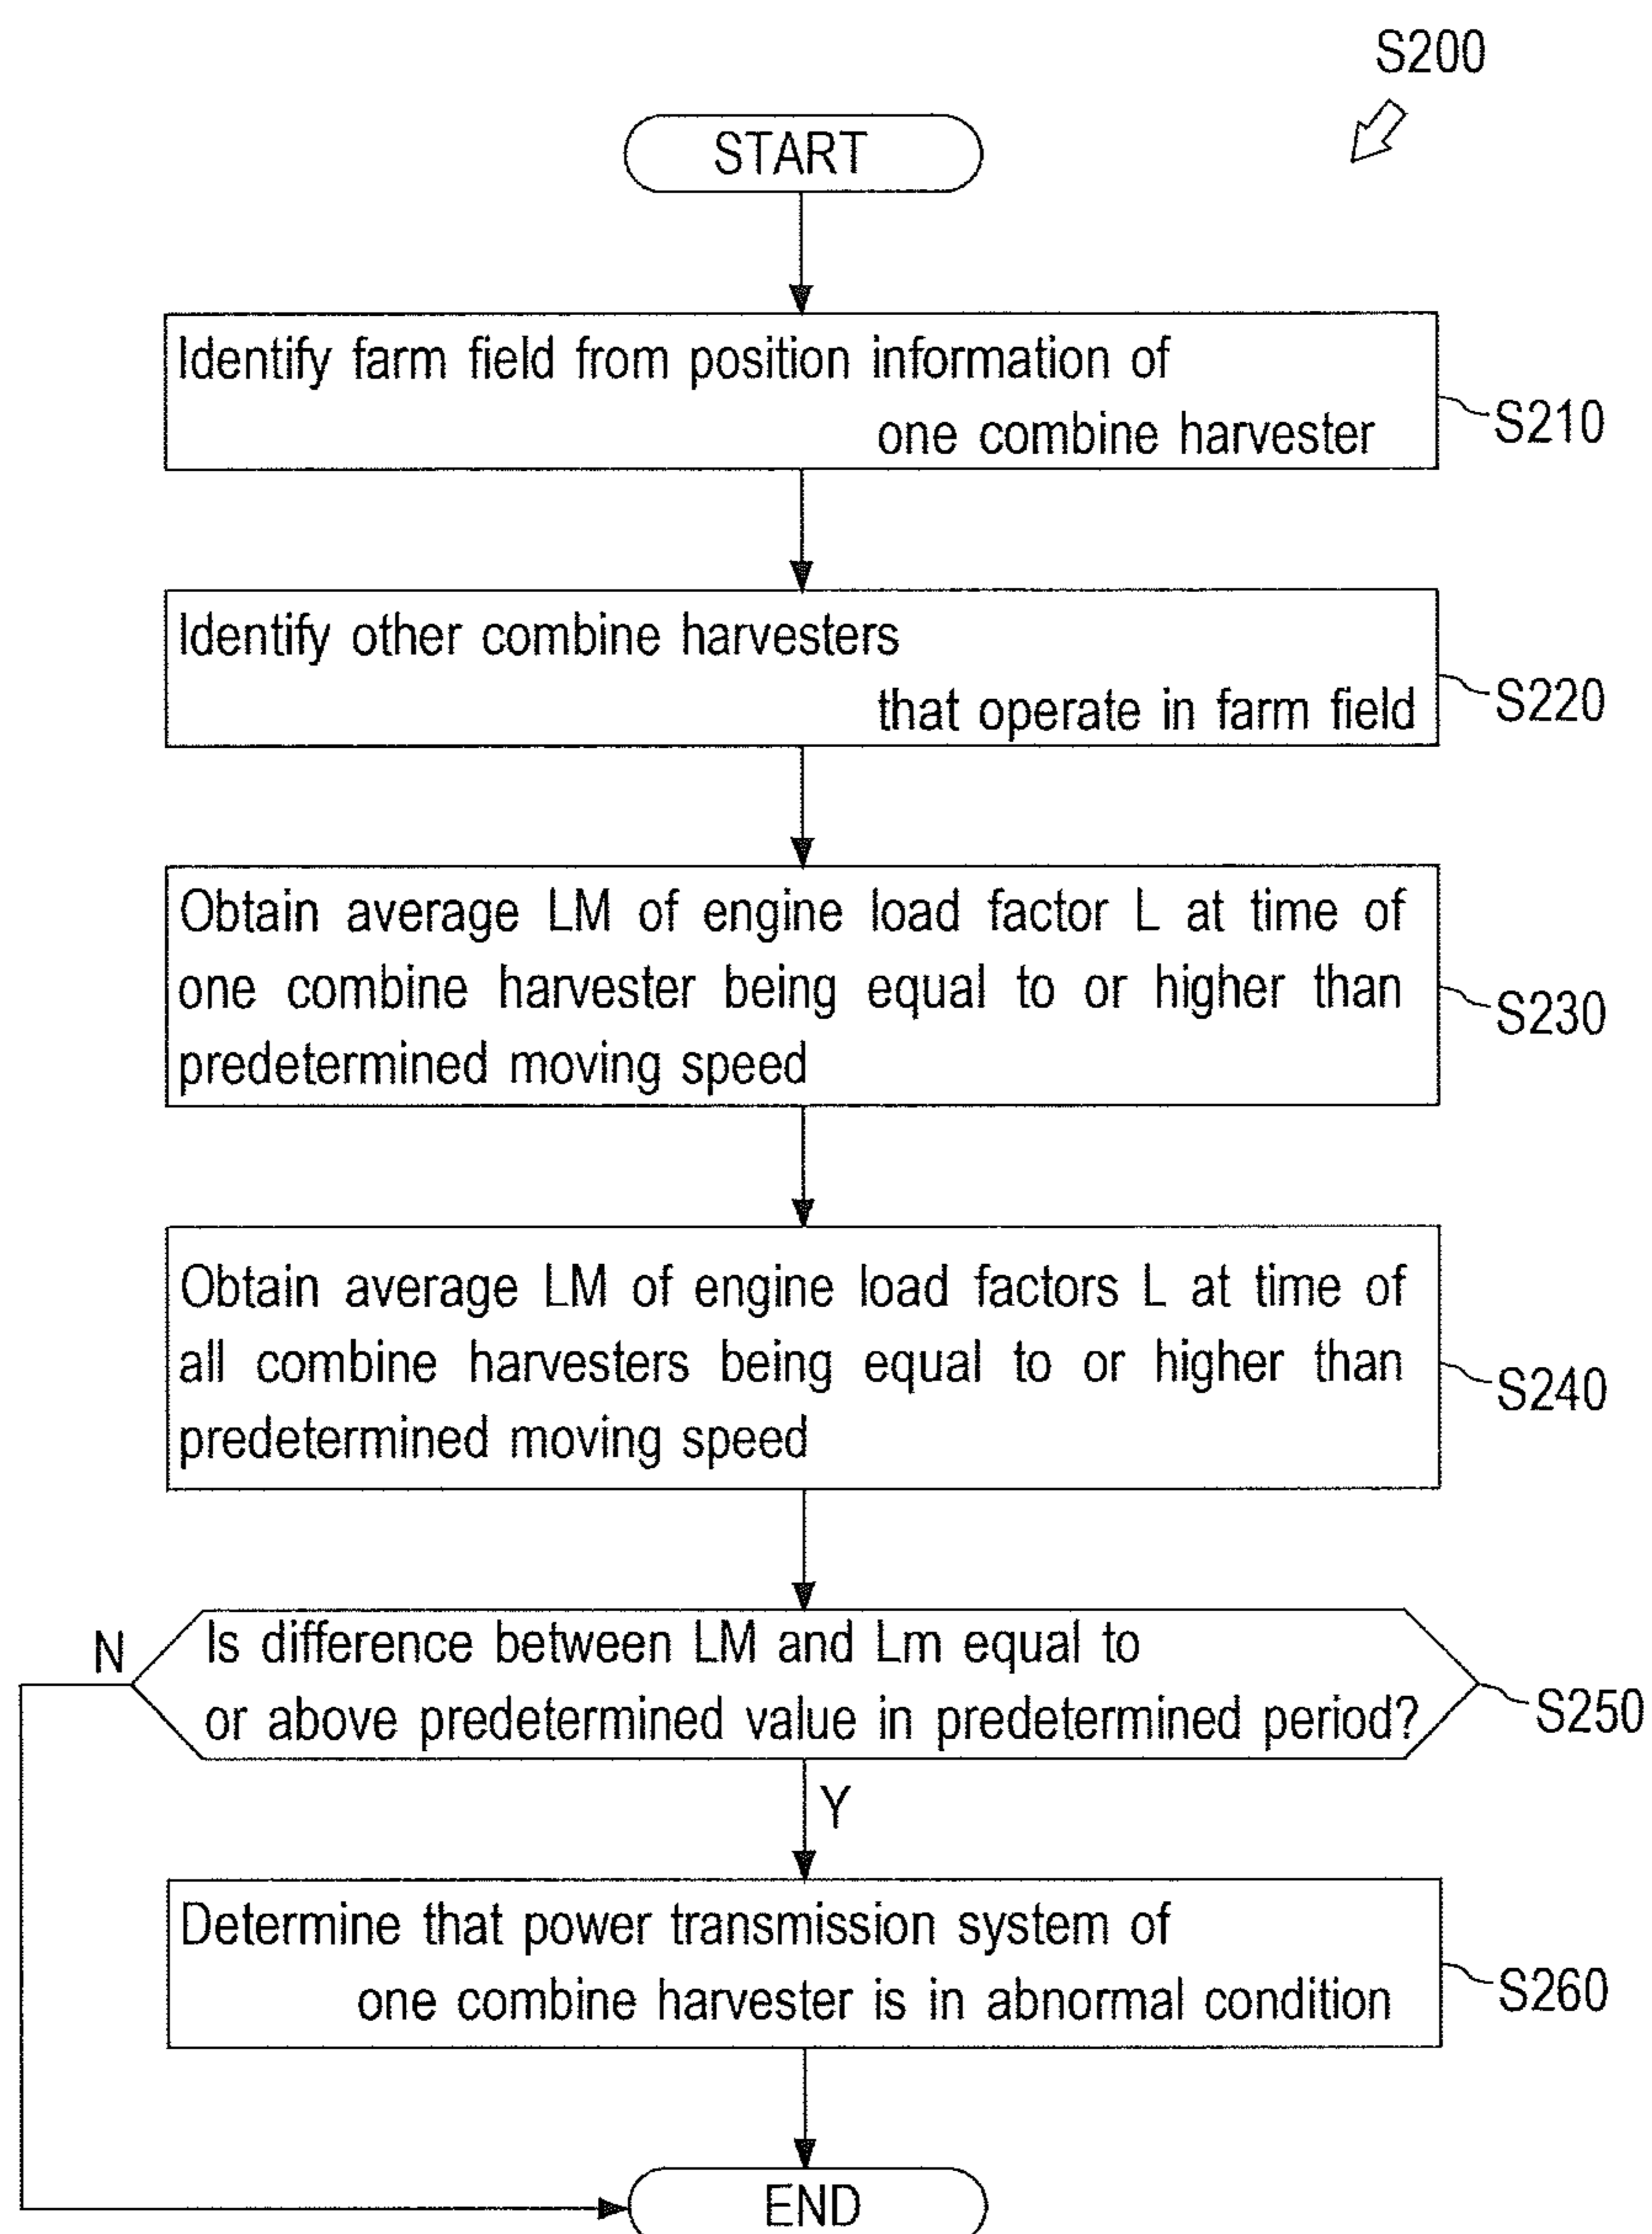 S200
START
Identify farm field from position information of
one combine harvester
S210
Identify other combine harvesters
that operate in farm field
S220
Obtain average LM of engine load factor L at time of
one combine harvester being equal to or higher than
predetermined moving speed
S230
Obtain average LM of engine load factors L at time of
all combine harvesters being equal to or higher than
predetermined moving speed
S240
N
Is difference between LM and Lm equal to
or above predetermined value in predetermined period?
S250
Y
Determine that power transmission system of
one combine harvester is in abnormal condition
S260
END